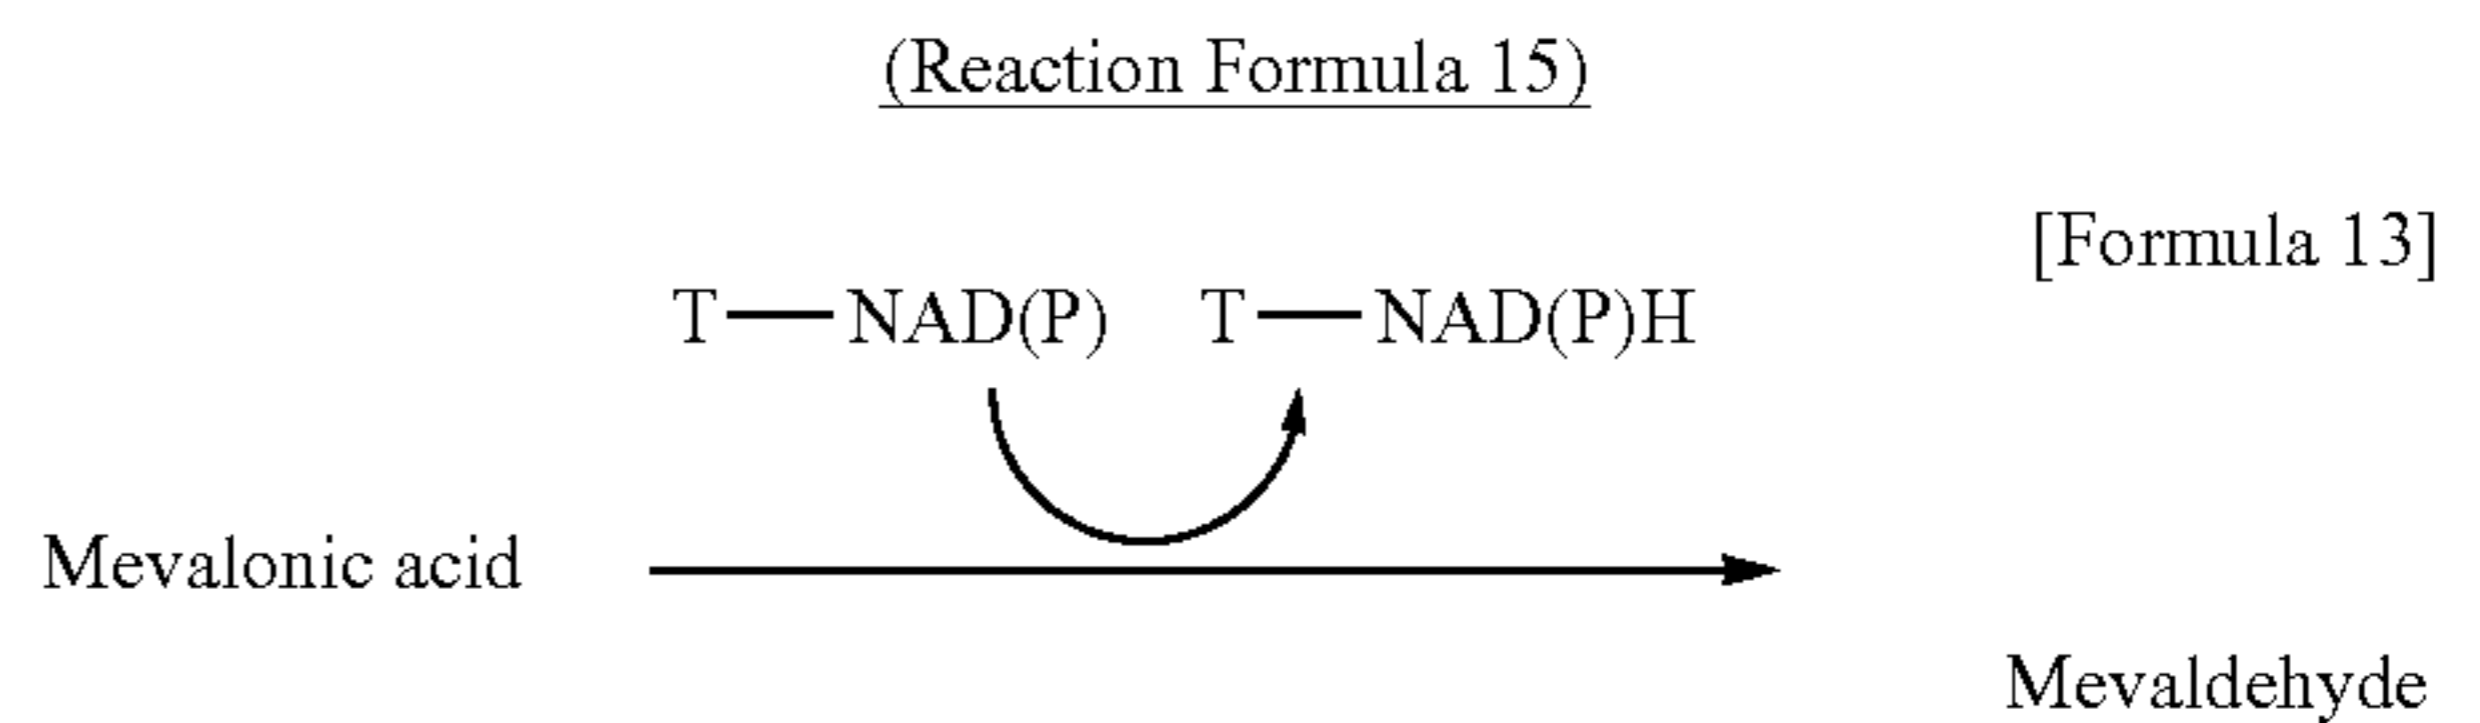 (Reaction Formula 15)
[Formula 13]
T—NAD(P) T—NAD(P)H
Mevalonic acid
Mevaldehyde